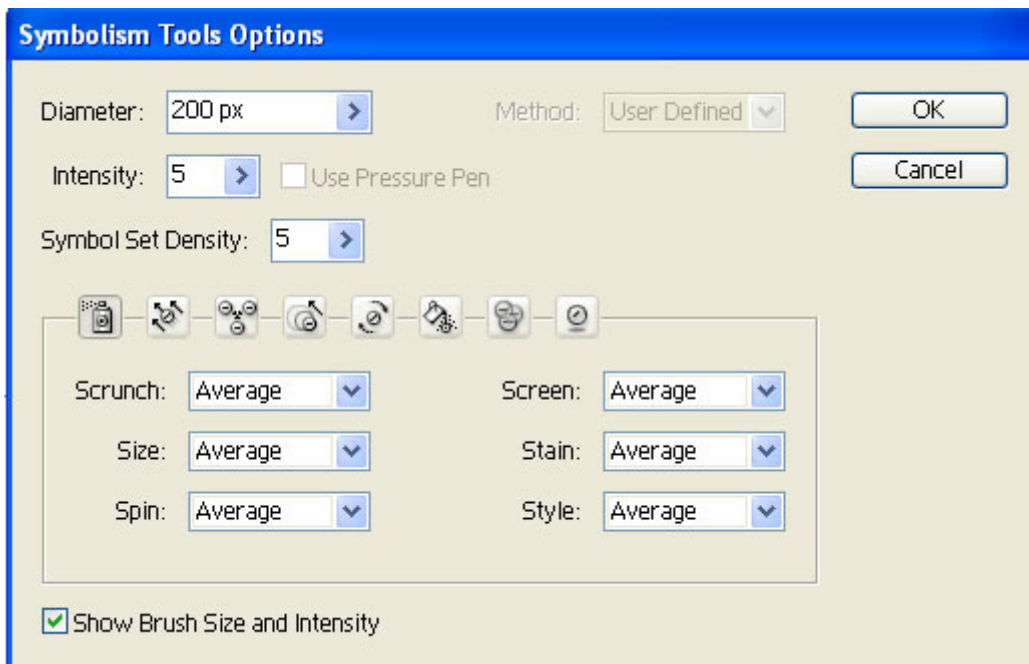 Symbolism Tools Options
Diameter: 200 px Method: User Defined OK
Intensity: 5 Use Pressure Pen Cancel
Symbol Set Density: 5
Scrunch: Average Screen: Average
Size: Average Stain: Average
Spin: Average Style: Average
Show Brush Size and Intensity